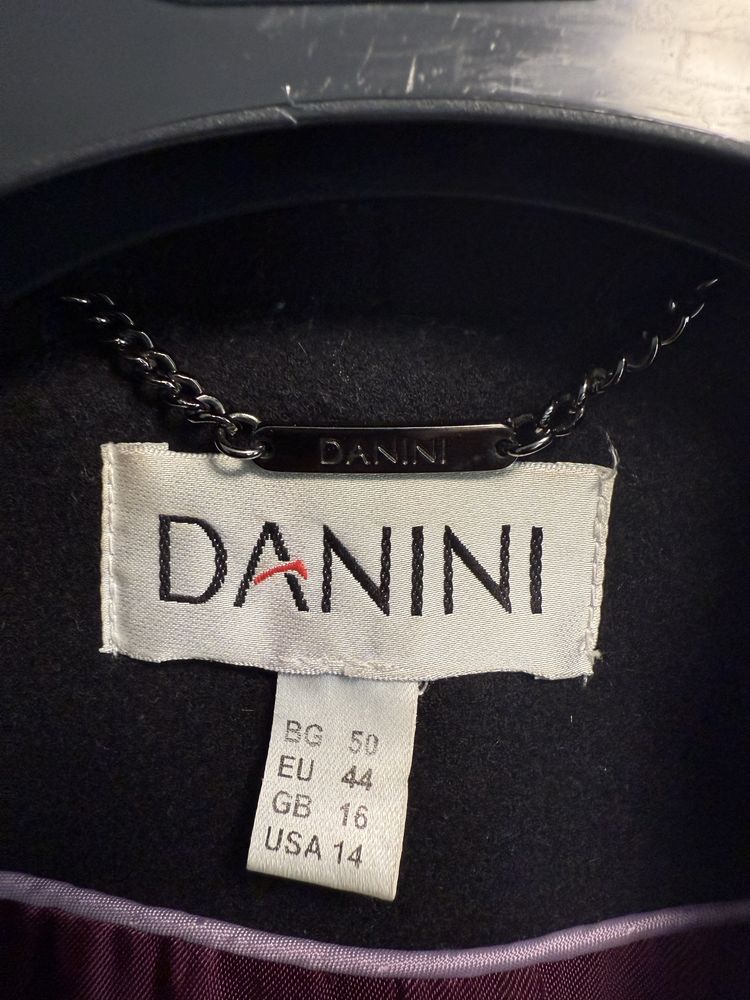 DANINI
DANINI
BG 50
EU 44
GB 16
USA 14